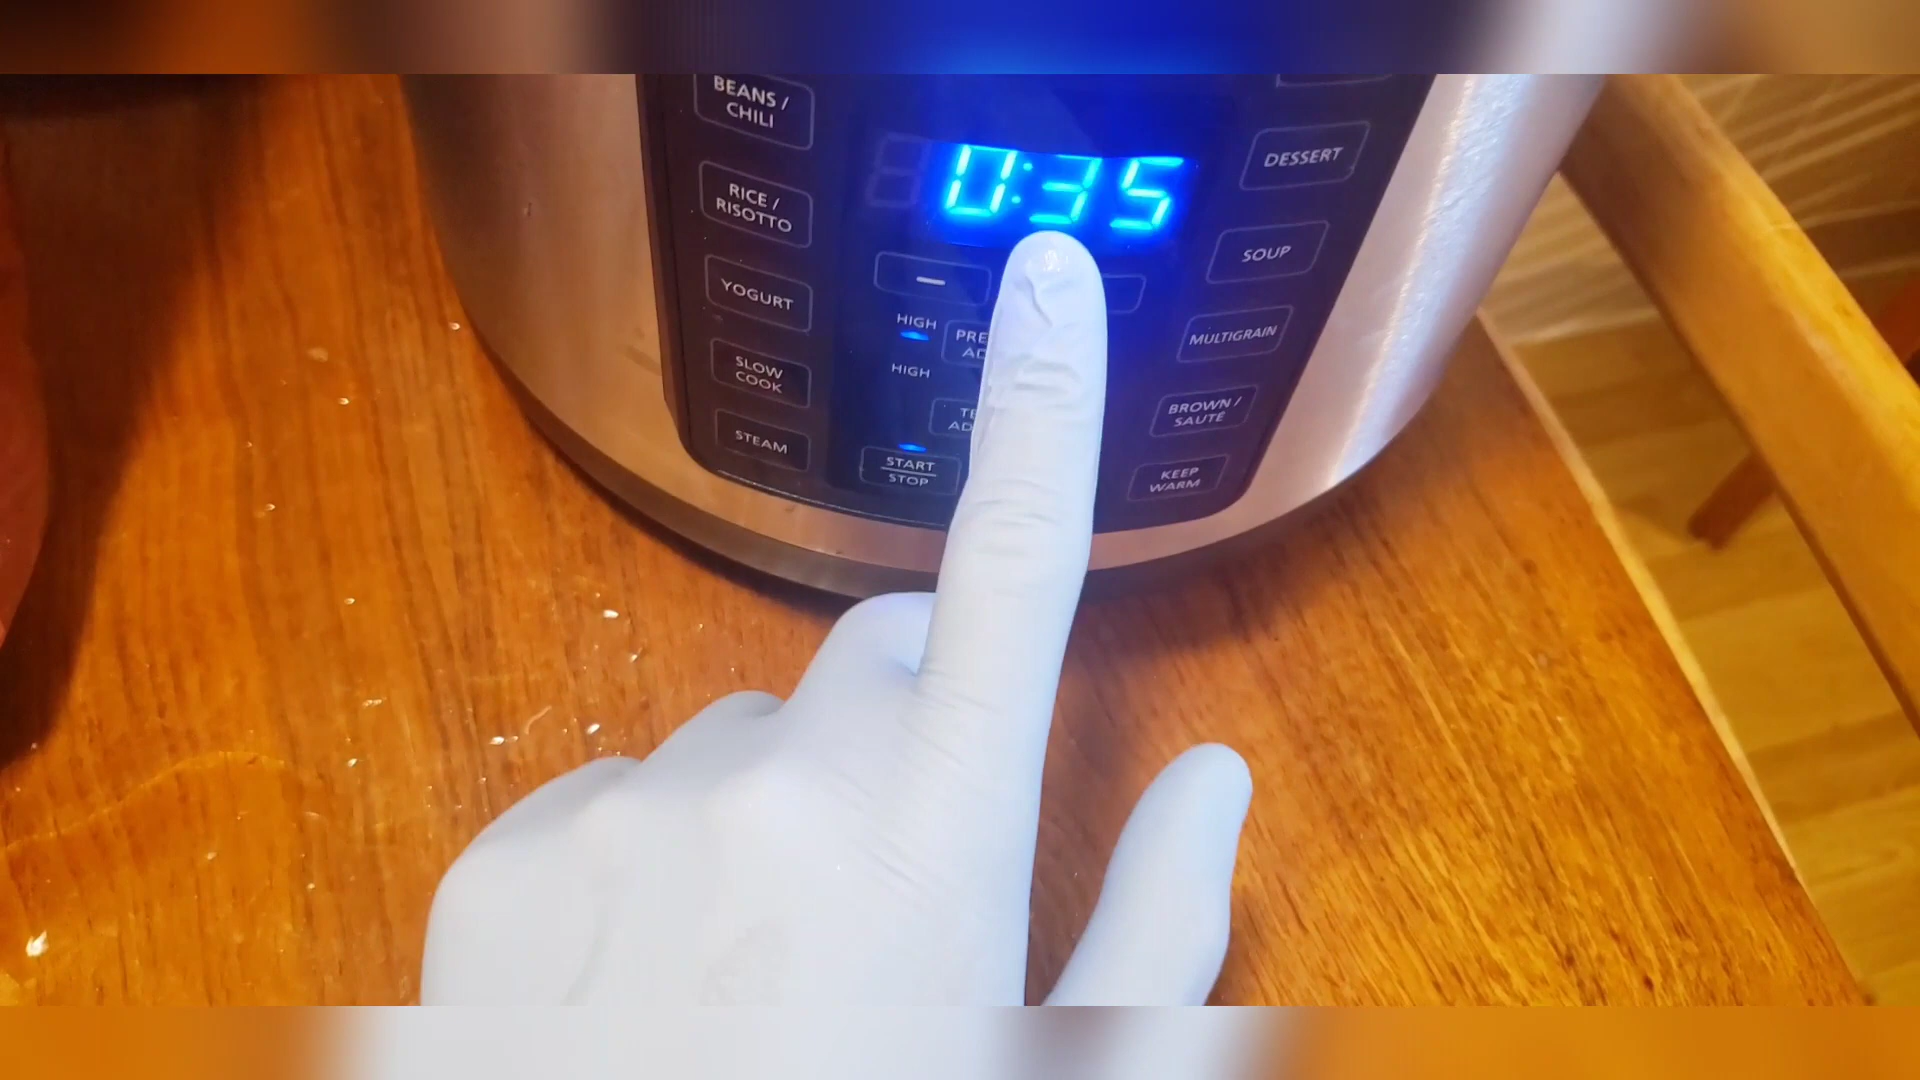 BEANS /
CHILI
0:35
DESSERT
RICE /
RISOTTO
SOUP
−
YOGURT
HIGH
MULTIGRAIN
SLOW
COOK
HIGH
BROWN /
SAUTÉ
STEAM
START
STOP
KEEP
WARM